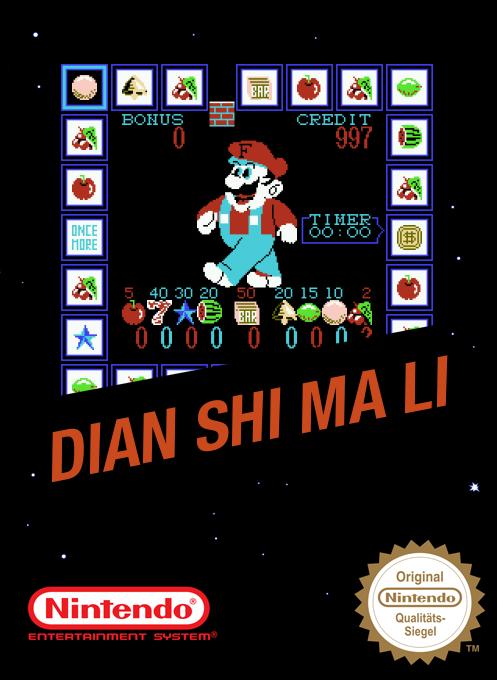 BAR
BONUS
CREDIT
0
997
F
ONCE
MORE
TIMER
00:00
5 40 30 20 50 20 15 10 2
7 BAR
0 0 0 0 0 0 0 0
DIAN SHI MA LI
Nintendo®
ENTERTAINMENT SYSTEM®
Original
Nintendo
Qualitäts-
Siegel
TM